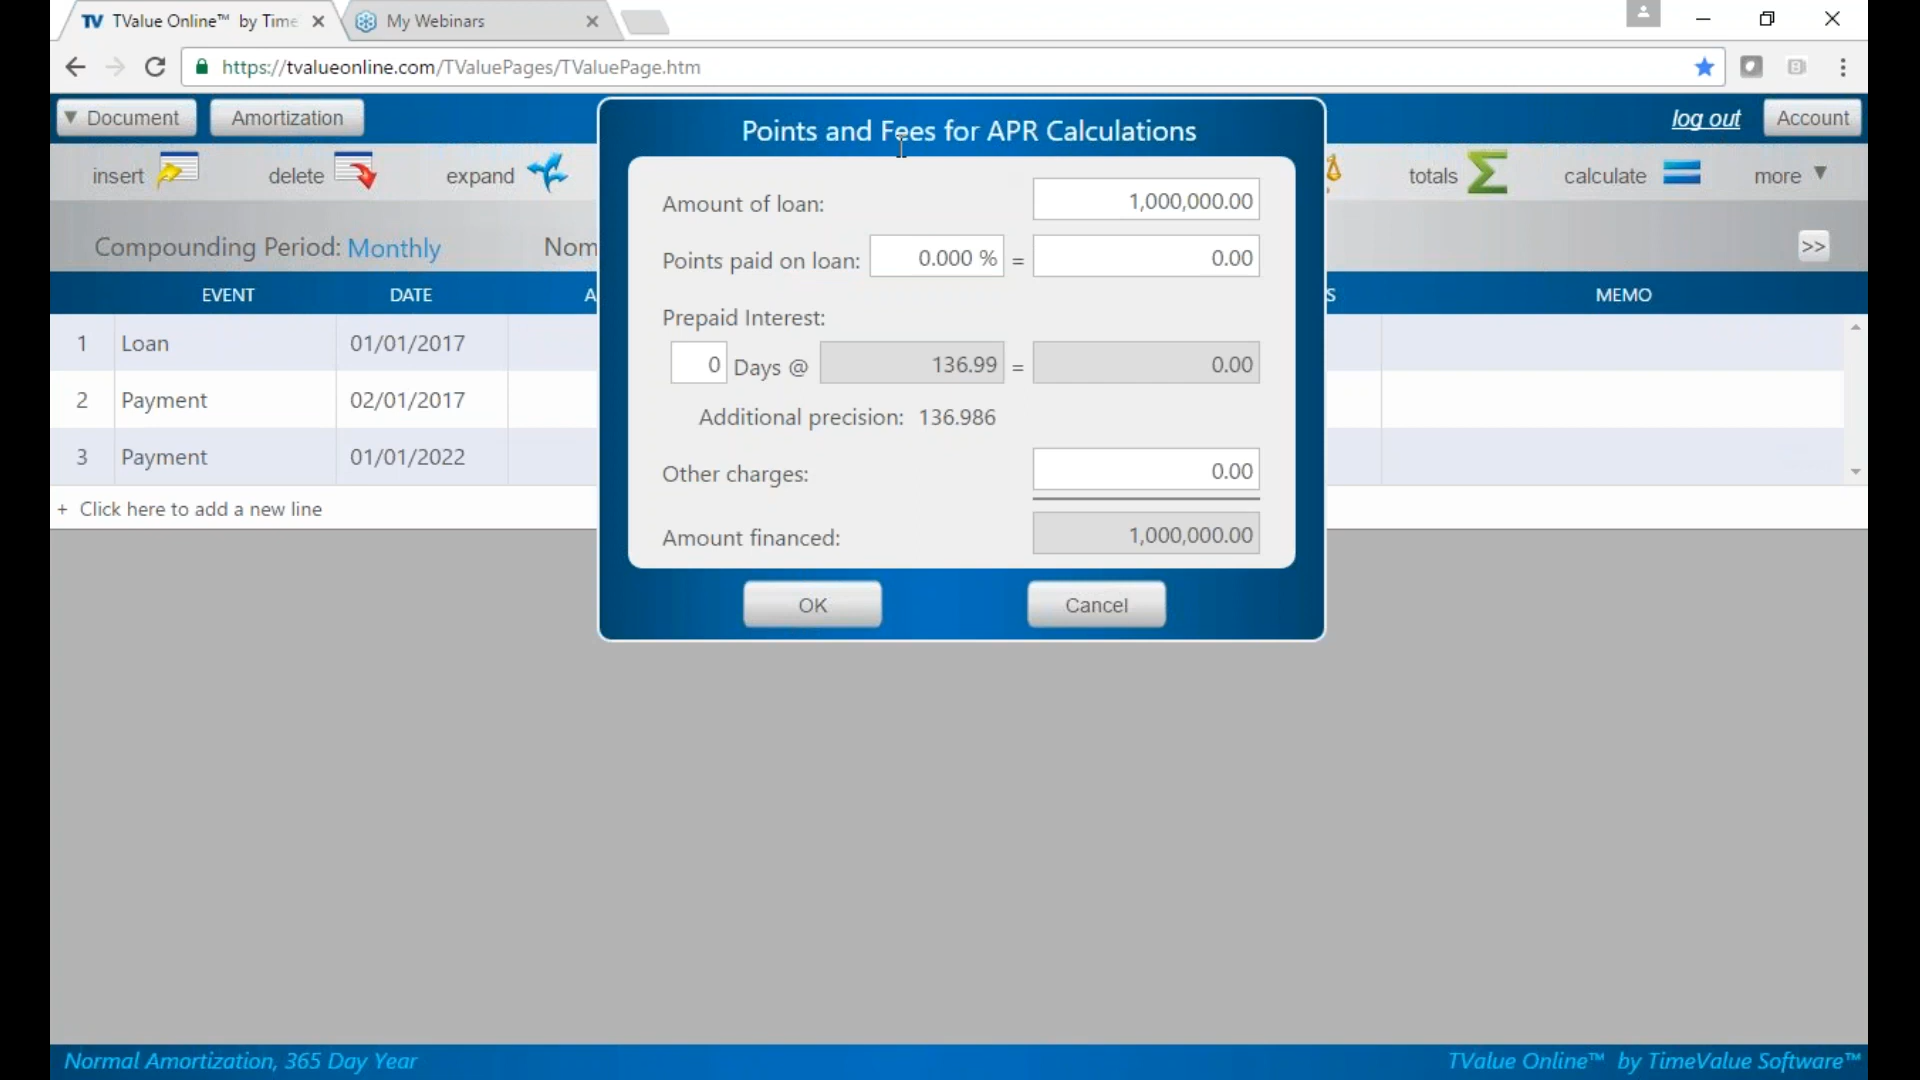 TV TValue Online™ by Time
My Webinars
https://tvalueonline.com/TValuePages/TValuePage.htm
▼ Document
Amortization
Points and Fees for APR Calculations
log out
Account
insert
delete
expand
totals
calculate
more ▼
Compounding Period: Monthly
Nom
>>
EVENT
DATE
A
S
MEMO
1 Loan 01/01/2017
2 Payment 02/01/2017
3 Payment 01/01/2022
+ Click here to add a new line
Amount of loan: 1,000,000.00
Points paid on loan: 0.000 % = 0.00
Prepaid Interest:
0 Days @ 136.99 = 0.00
Additional precision: 136.986
Other charges: 0.00
Amount financed: 1,000,000.00
OK
Cancel
Normal Amortization, 365 Day Year
TValue Online™ by TimeValue Software™